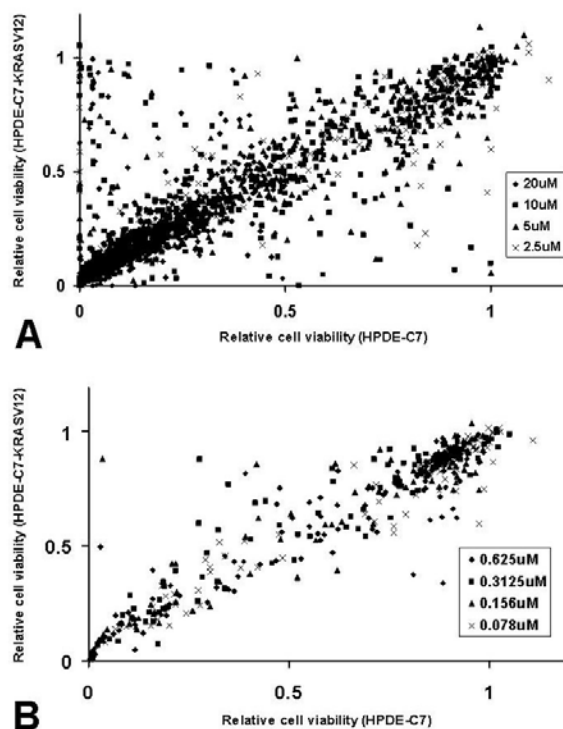 Relative cell viability (HPDE-C7-KRASV12)
1
0.5
0
0
0.5
1
20uM
10uM
5uM
2.5uM
Relative cell viability (HPDE-C7)
A
Relative cell viability (HPDE-C7-KRASV12)
1
0.5
0
0
0.5
1
0.625uM
0.3125uM
0.156uM
0.078uM
Relative cell viability (HPDE-C7)
B